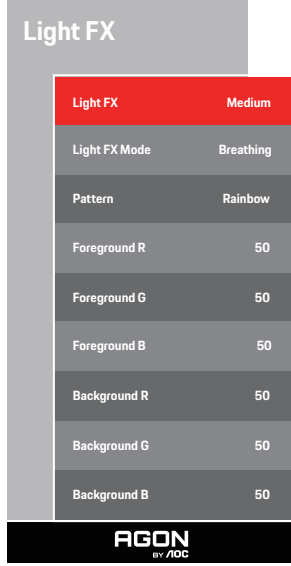 Light FX
Light FX Medium
Light FX Mode Breathing
Pattern Rainbow
Foreground R 50
Foreground G 50
Foreground B 50
Background R 50
Background G 50
Background B 50
AGON
BY AOC